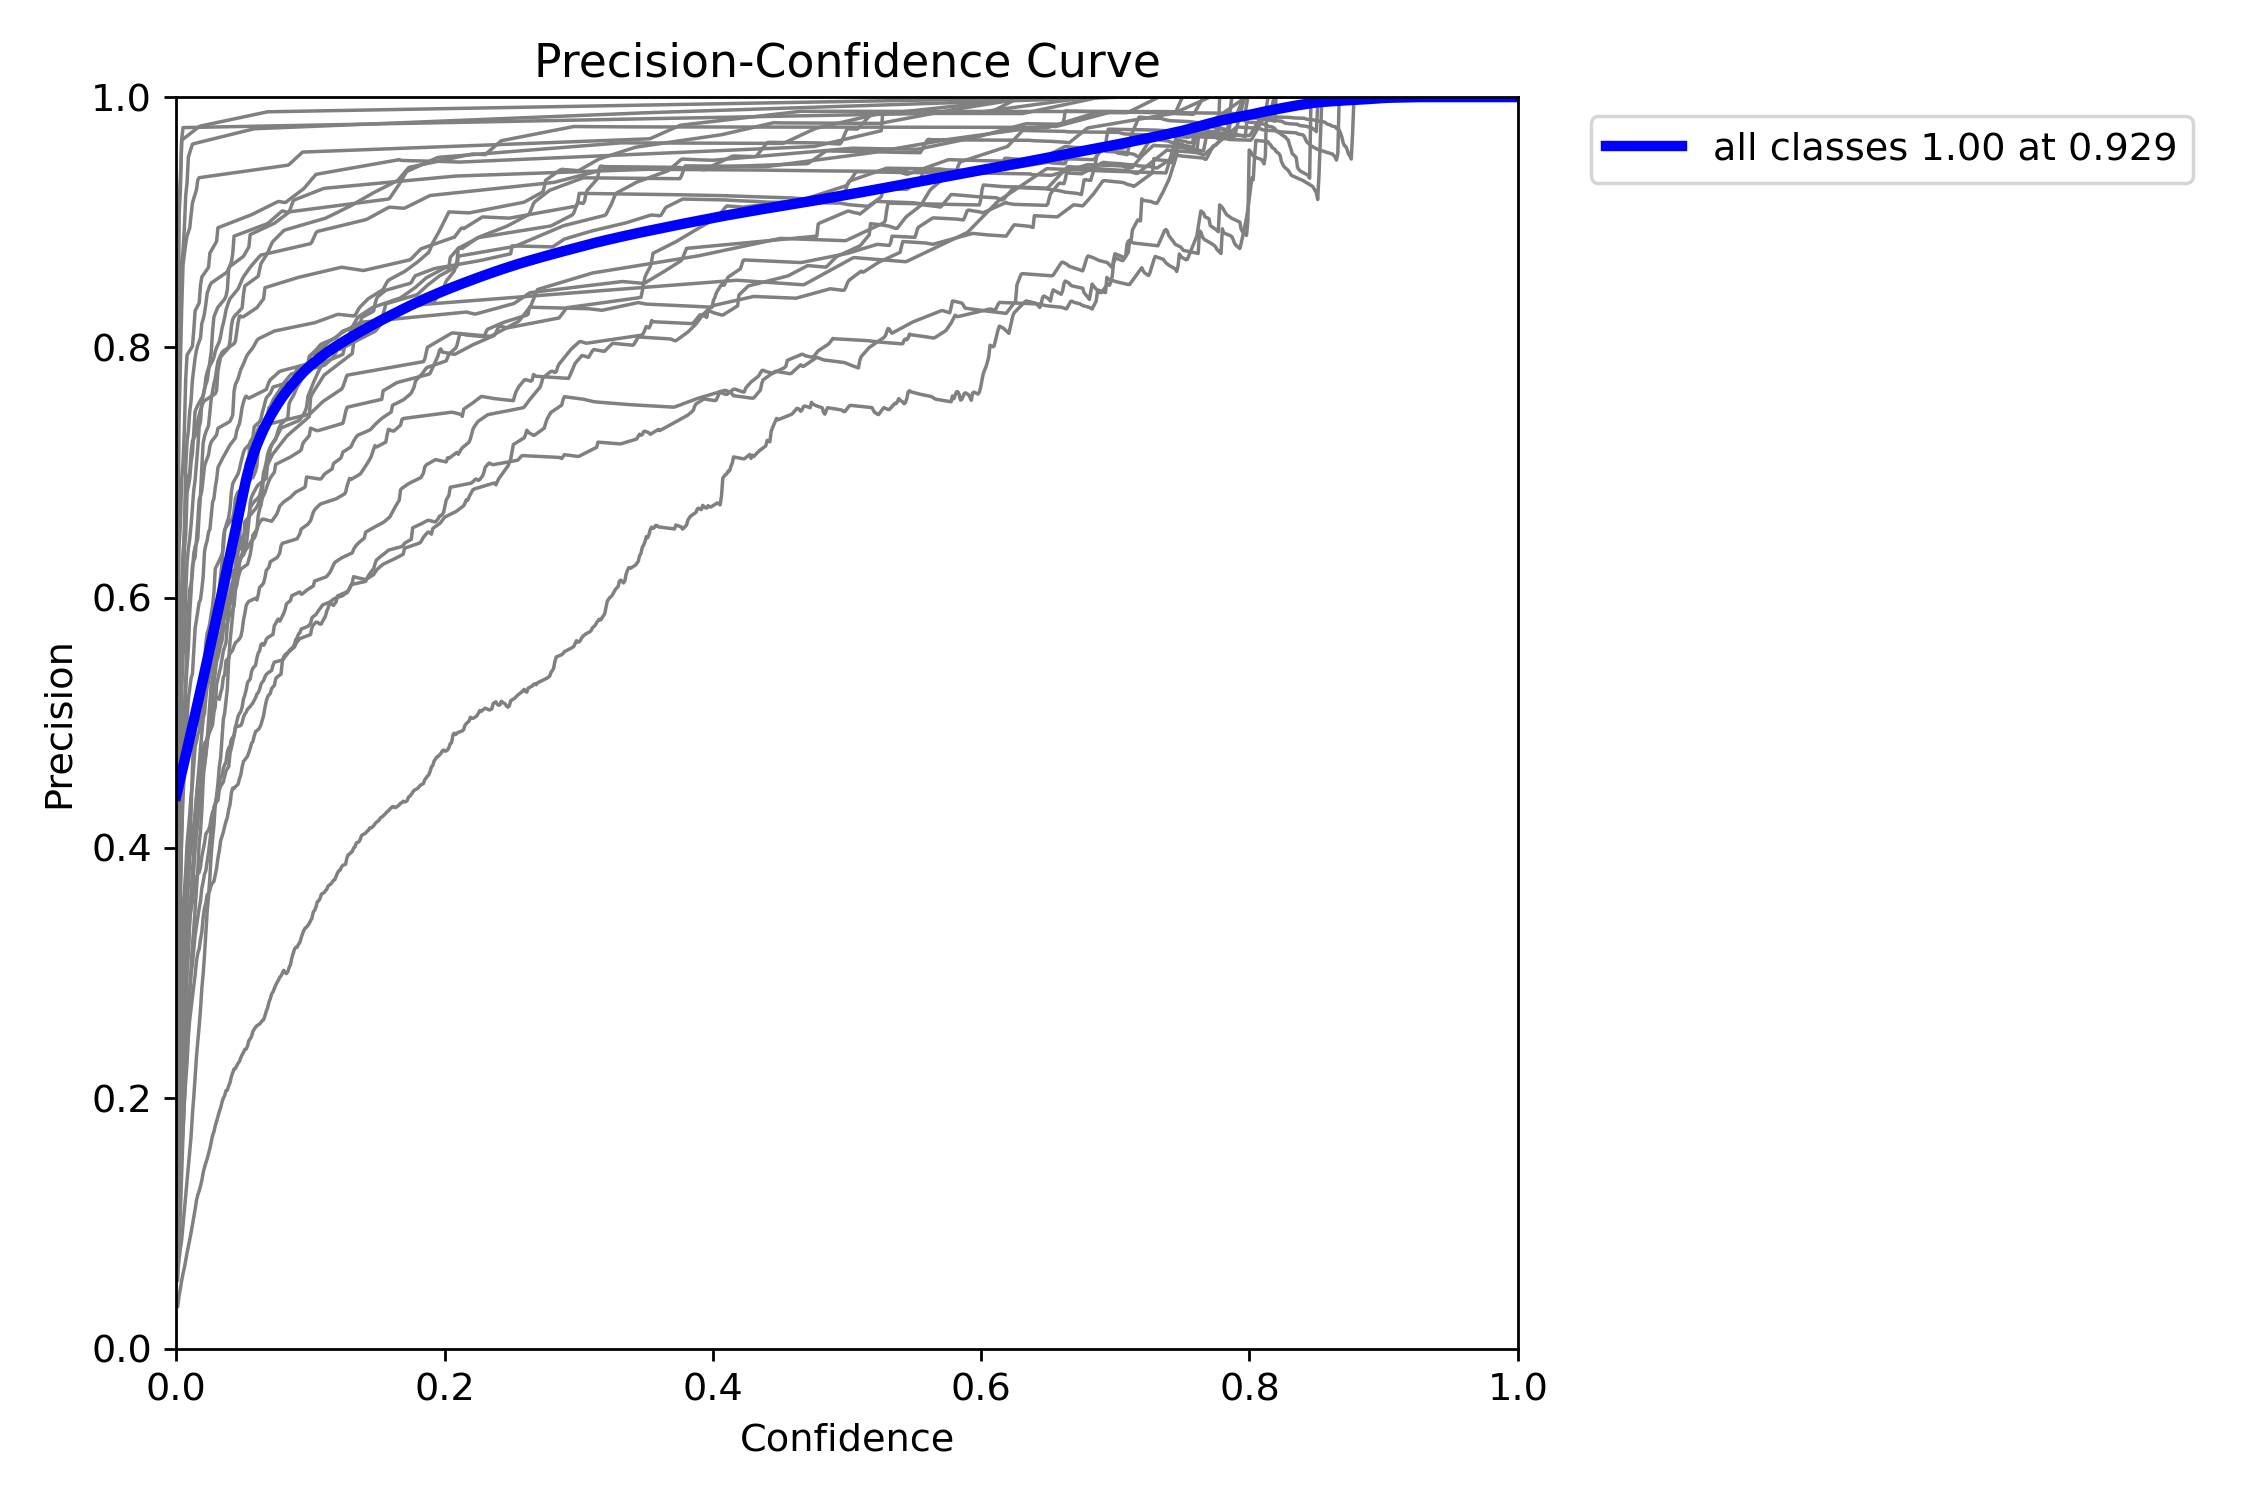 Precision-Confidence Curve
all classes 1.00 at 0.929
Precision
1.0
0.8
0.6
0.4
0.2
0.0
0.0 0.2 0.4 0.6 0.8 1.0
Confidence